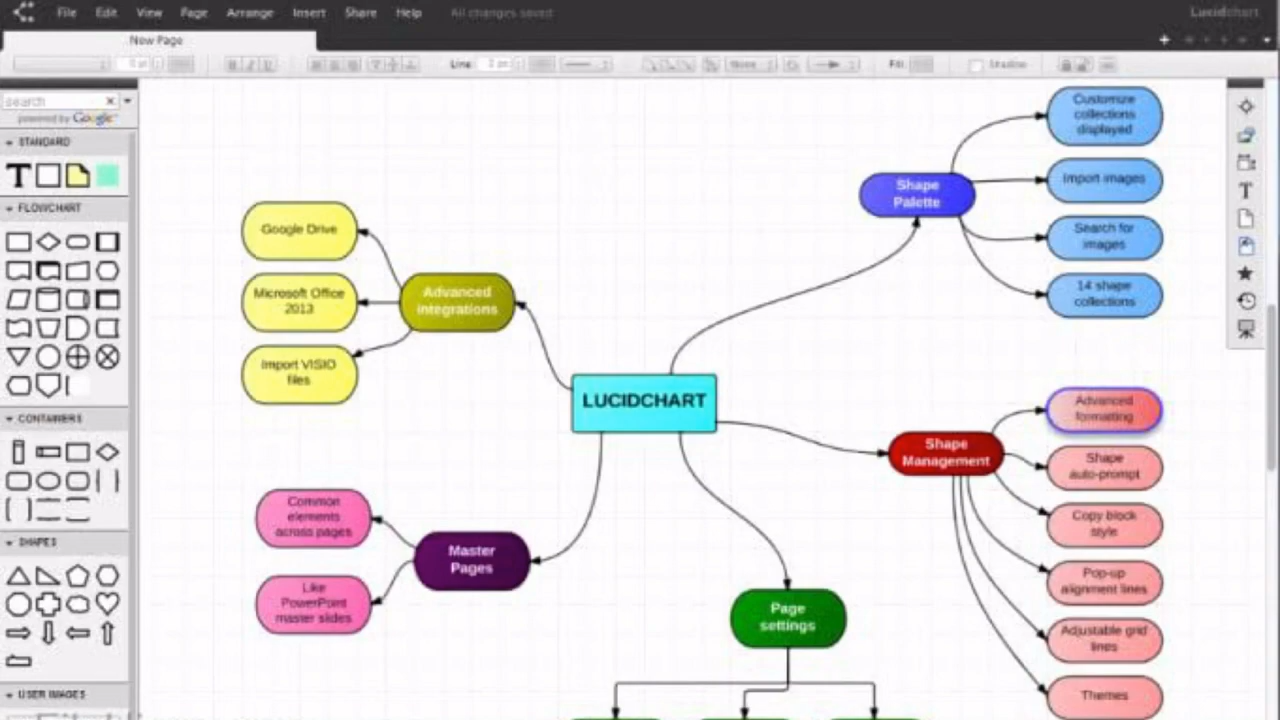 File Edit View Page Arrange Insert Share Help All changes saved Lucidchart
New Page
Line: Fill: Shadow
search
powered by Google
STANDARD
T
FLOWCHART
CONTAINERS
SHAPES
USER IMAGES
Customize
collections
displayed
Import images
Search for
images
14 shape
collections
Shape
Palette
Google Drive
Microsoft Office
2013
Import VISIO
files
Advanced
integrations
LUCIDCHART
Advanced
formatting
Shape
auto-prompt
Copy block
style
Pop-up
alignment lines
Adjustable grid
lines
Themes
Shape
Management
Common
elements
across pages
Like
PowerPoint
master slides
Master
Pages
Page
settings